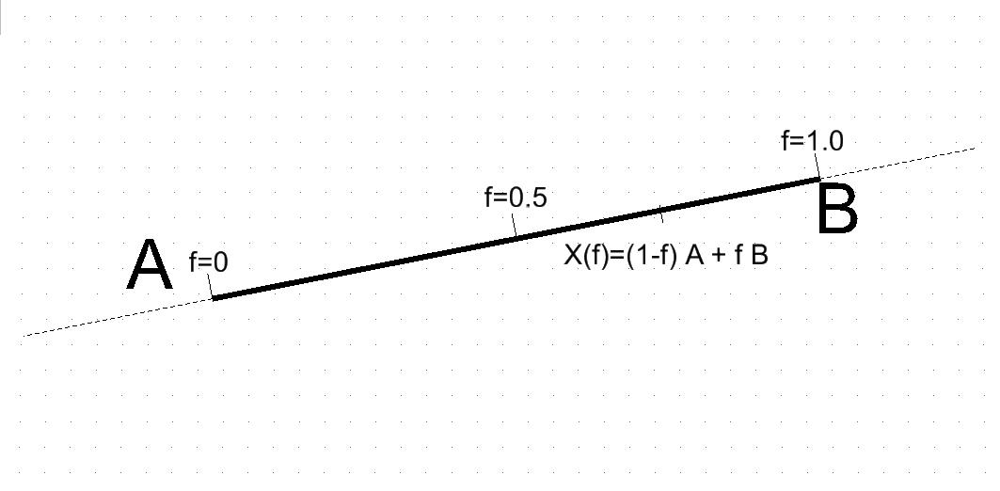 f=1.0
f=0.5
B
A
f=0
X(f)=(1-f) A + f B